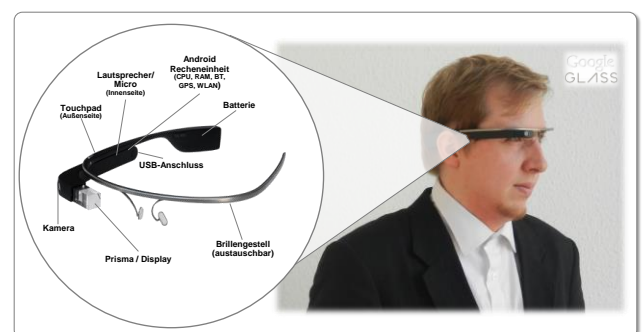 Android
Recheneinheit
(CPU, RAM, BT,
GPS, WLAN)
Lautsprecher/
Micro
(Innenseite)
Touchpad
(Außenseite)
Batterie
USB-Anschluss
Kamera
Prisma / Display
Brillengestell
(austauschbar)
Google
GLASS